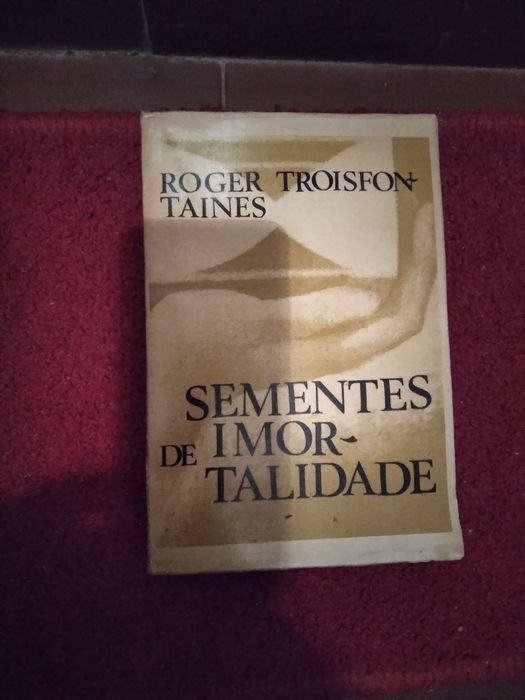 ROGER TROISFON-
TAINES
SEMENTES
DE IMOR-
TALIDADE